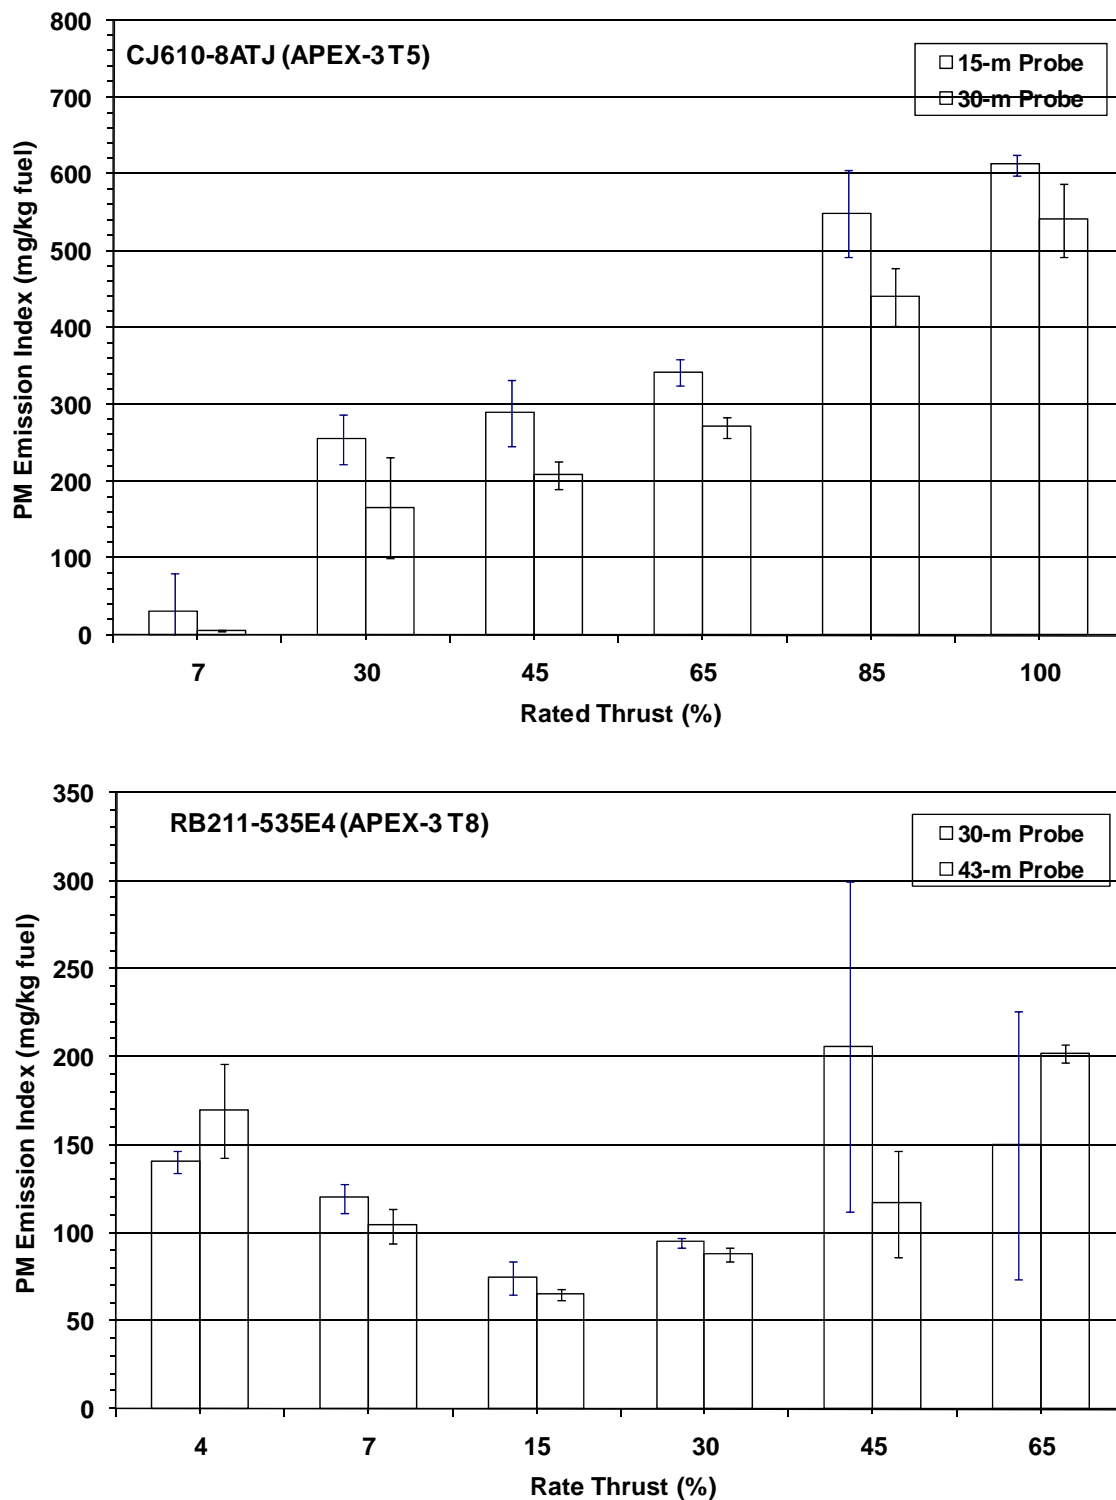 CJ610-8ATJ (APEX-3 T5)
15-m Probe
30-m Probe
PM Emission Index (mg/kg fuel)
800
700
600
500
400
300
200
100
0
7 30 45 65 85 100
Rated Thrust (%)
RB211-535E4 (APEX-3 T8)
30-m Probe
43-m Probe
PM Emission Index (mg/kg fuel)
350
300
250
200
150
100
50
0
4 7 15 30 45 65
Rate Thrust (%)